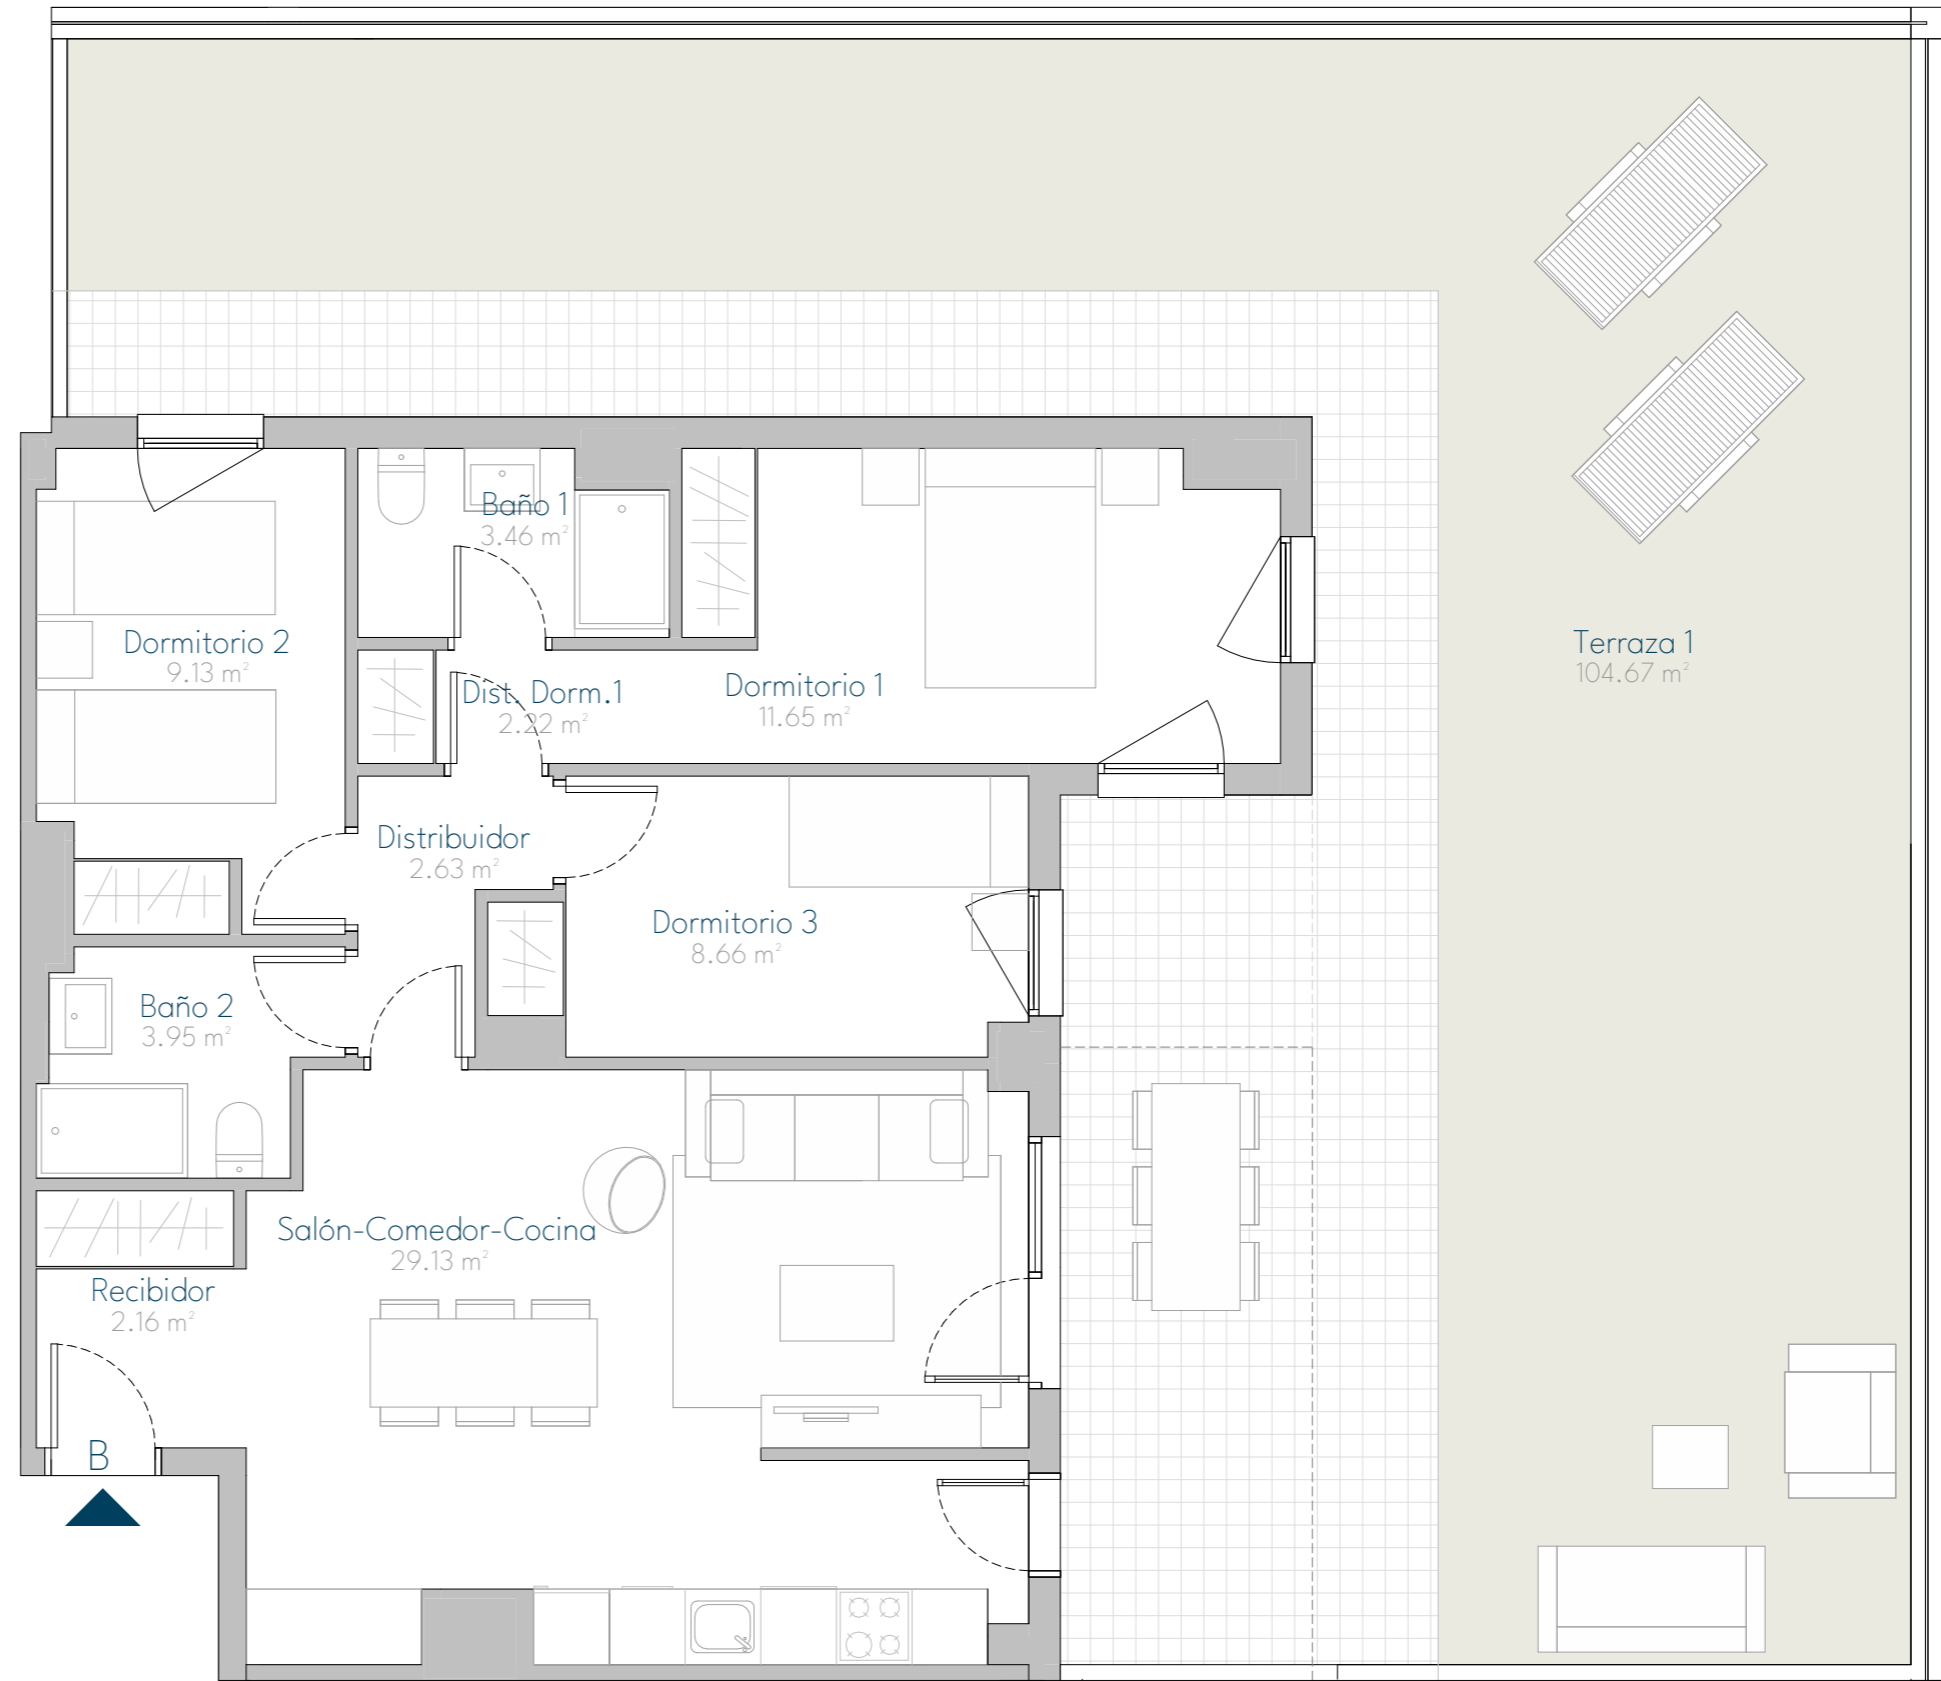 Baño 1
3.46 m²
Dormitorio 2
9.13 m²
Terraza 1
104.67 m²
Dist. Dorm.1
2.22 m²
Dormitorio 1
11.65 m²
Distribuidor
2.63 m²
Dormitorio 3
8.66 m²
Baño 2
3.95 m²
Salón-Comedor-Cocina
29.13 m²
Recibidor
2.16 m²
B